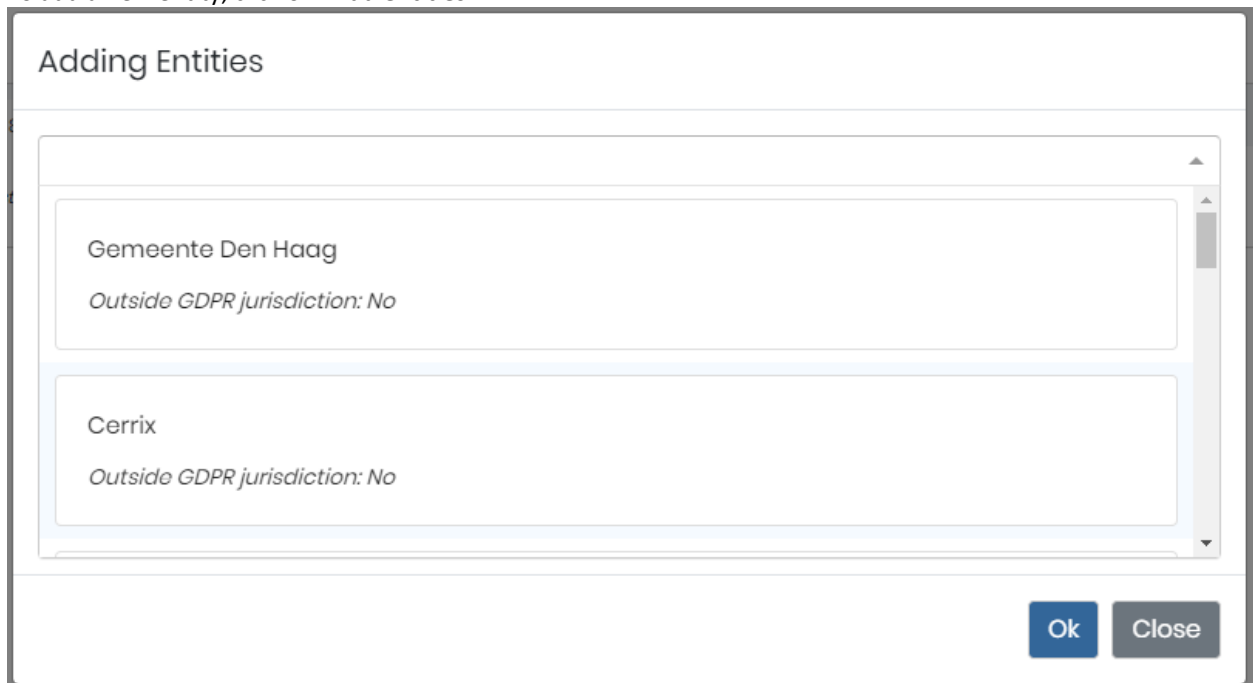 Adding Entities
Gemeente Den Haag
Outside GDPR jurisdiction: No
Cerrix
Outside GDPR jurisdiction: No
Ok Close